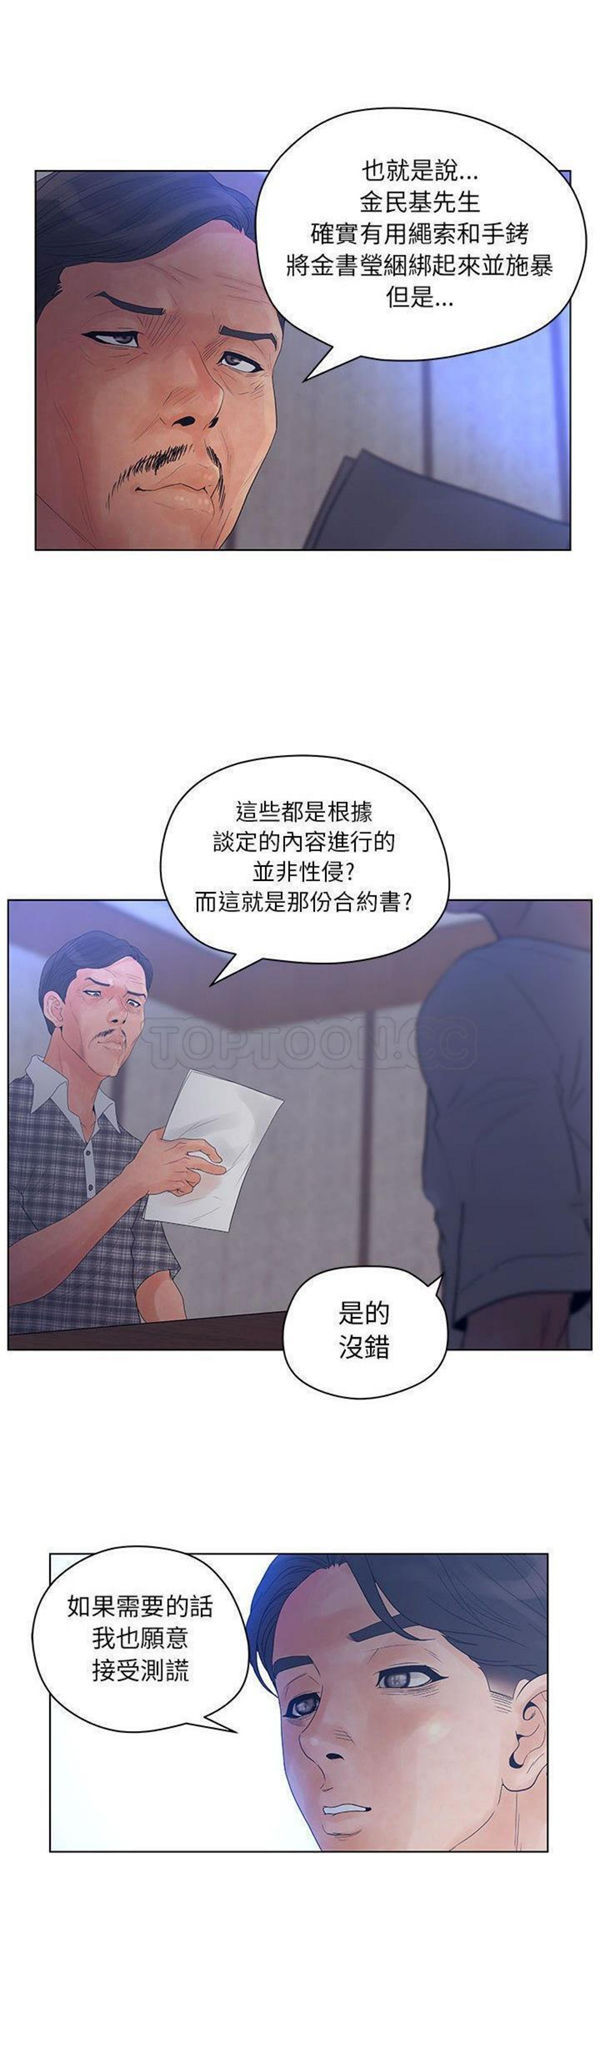 也就是說...
金民基先生
確實有用繩索和手銬
將金書瑩綑綁起來並施暴
但是...
這些都是根據
談定的內容進行的
並非性侵?
而這就是那份合約書?
TOPTOON.CC
是的
沒錯
如果需要的話
我也願意
接受測謊